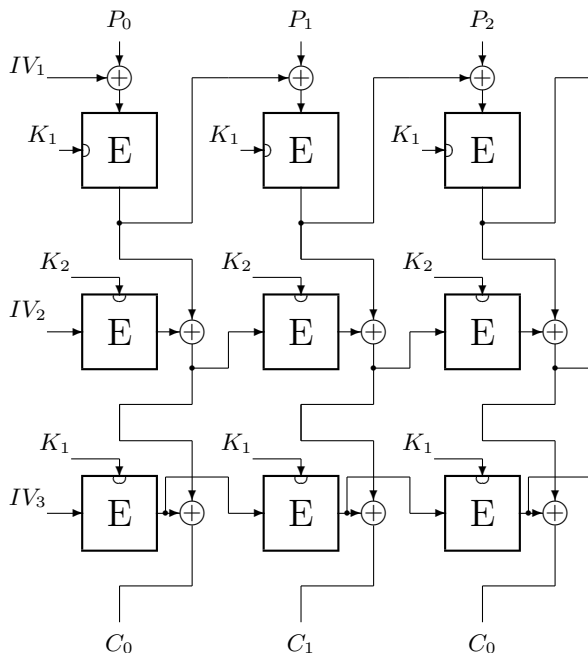 P₀ P₁ P₂
IV₁
K₁ E K₁ E K₁ E
K₂ K₂ K₂
IV₂ E E E
K₁ K₁ K₁
IV₃ E E E
C₀ C₁ C₀